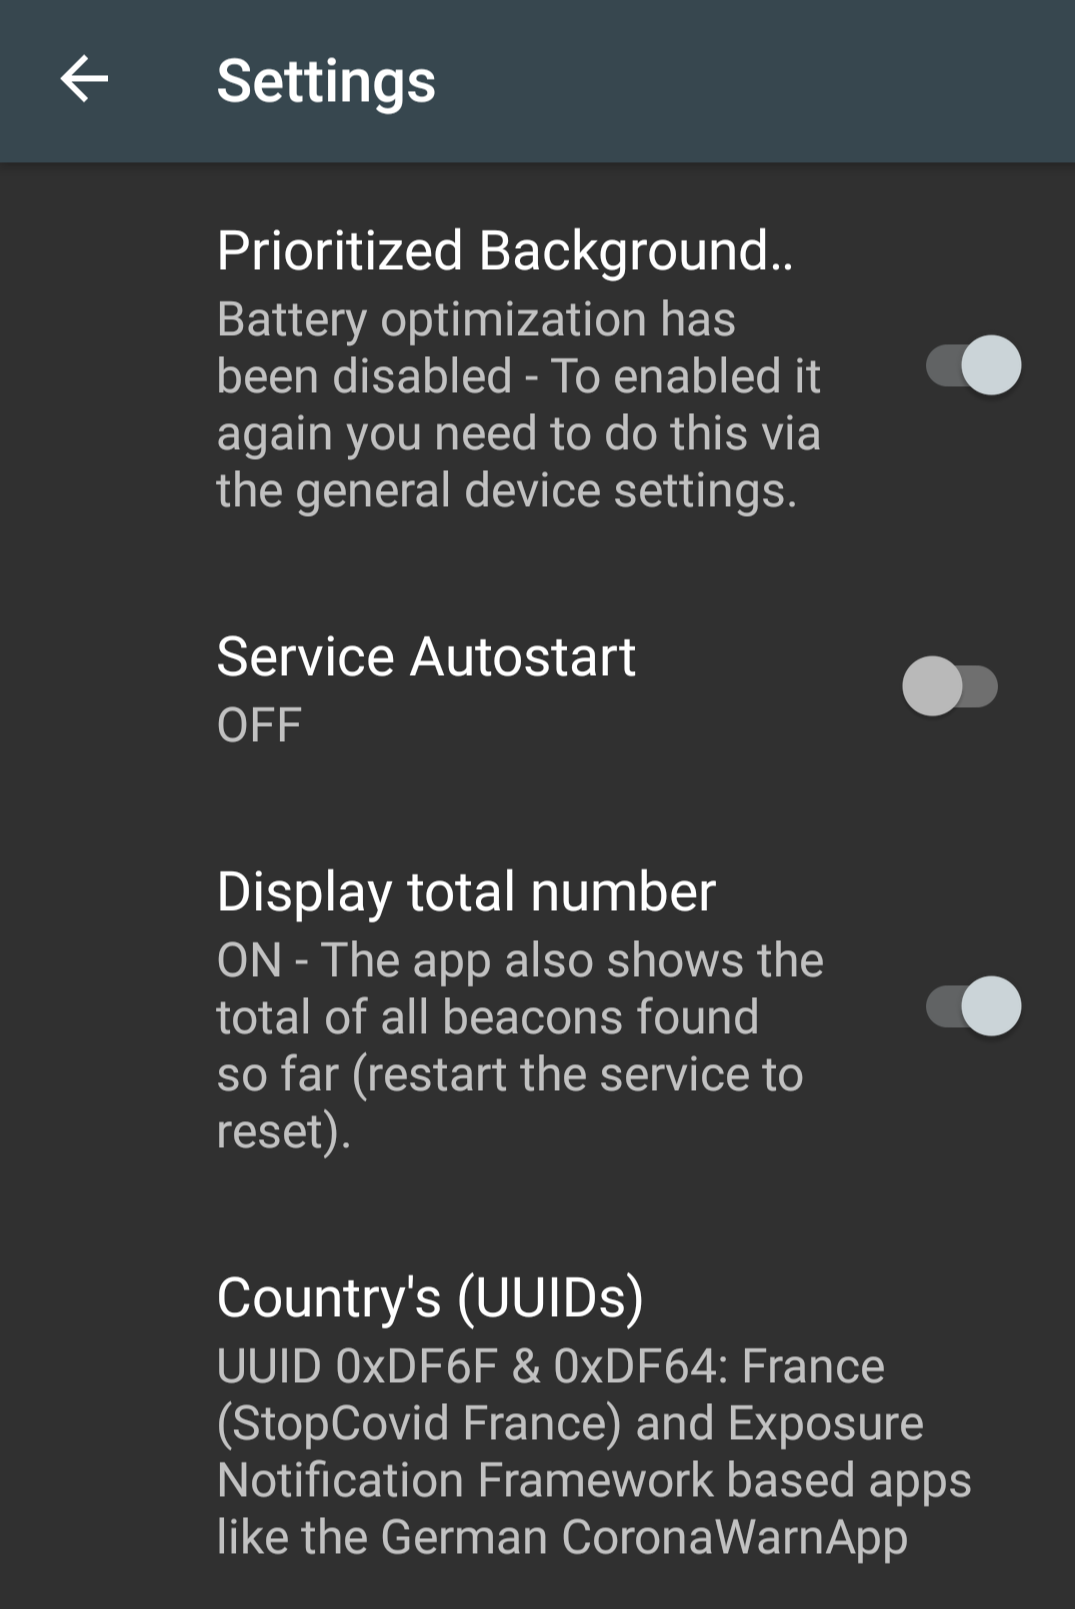 Settings
Prioritized Background..
Battery optimization has
been disabled - To enabled it
again you need to do this via
the general device settings.
Service Autostart
OFF
Display total number
ON - The app also shows the
total of all beacons found
so far (restart the service to
reset).
Country's (UUIDs)
UUID 0xDF6F & 0xDF64: France
(StopCovid France) and Exposure
Notification Framework based apps
like the German CoronaWarnApp